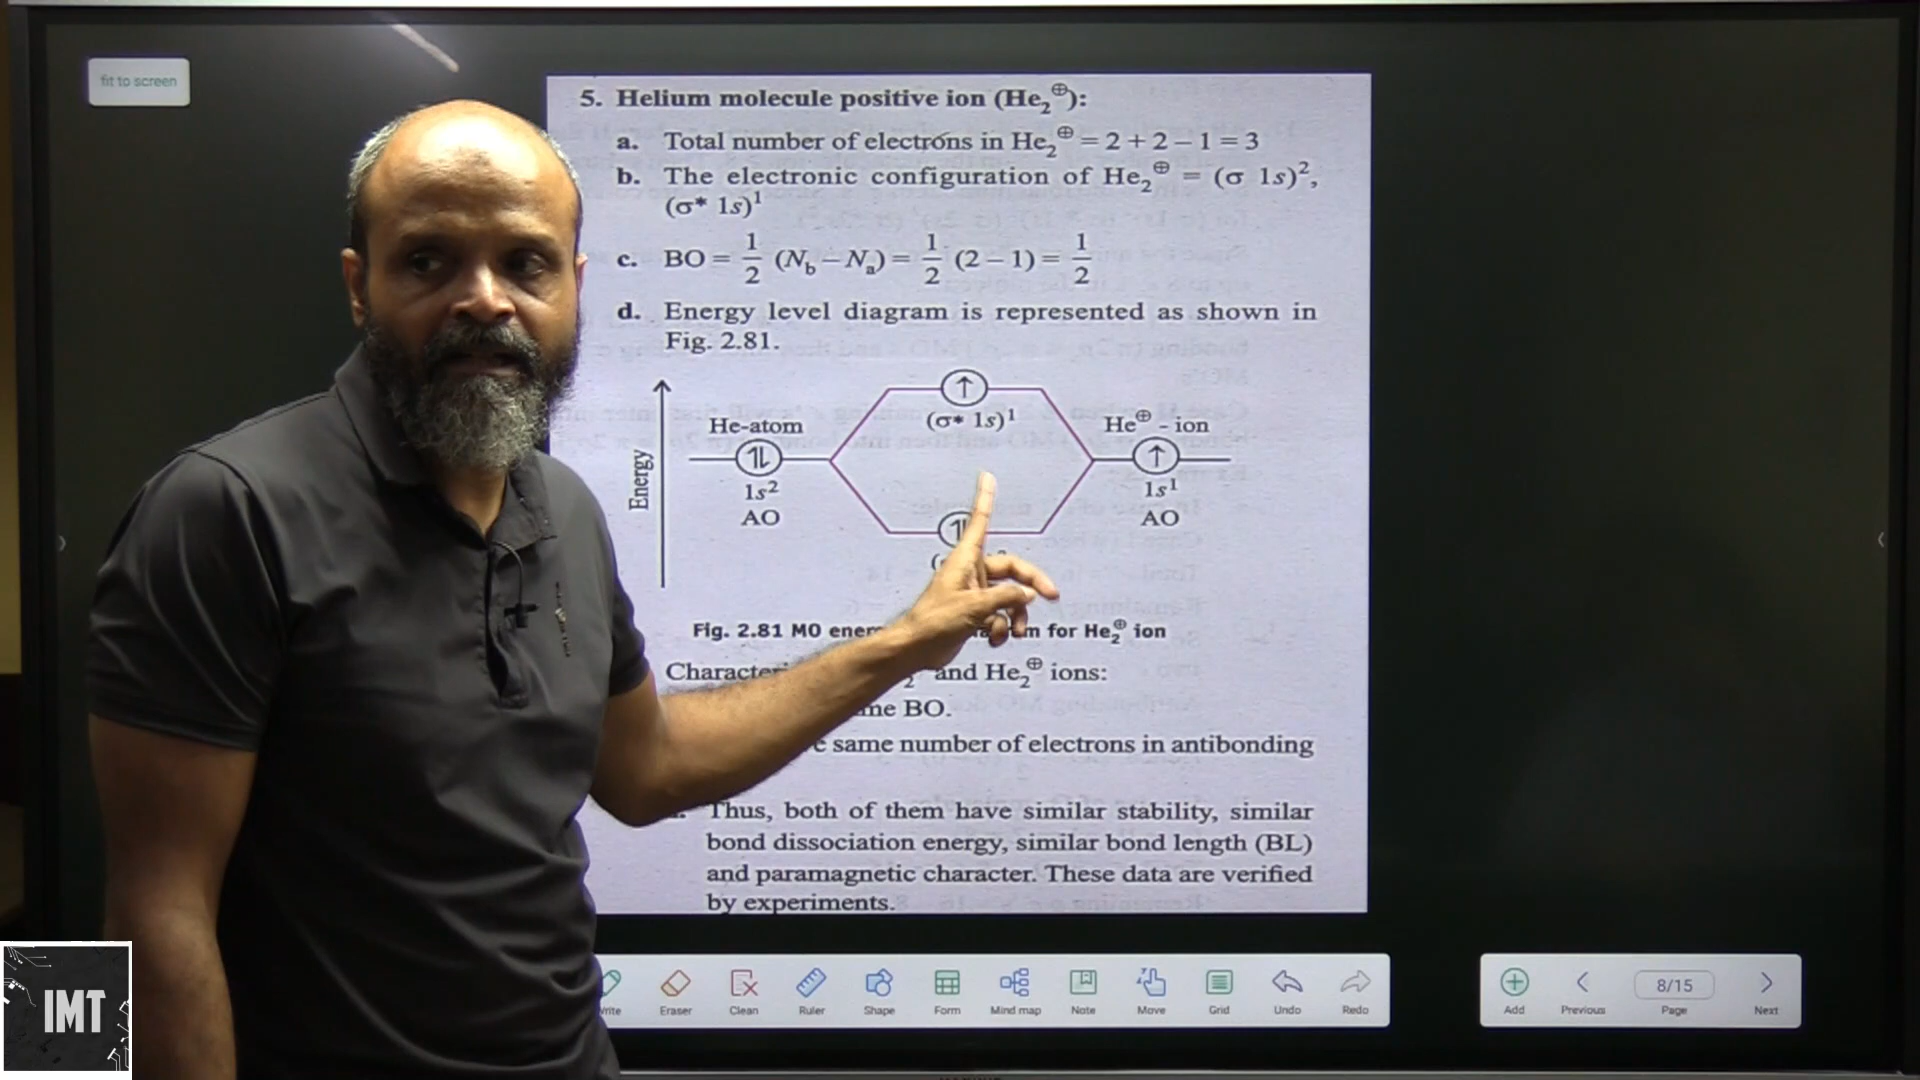 fit to screen
5. Helium molecule positive ion (He₂⊕):
a. Total number of electrons in He₂⊕ = 2 + 2 – 1 = 3
b. The electronic configuration of He₂⊕ = (σ 1s)²,
(σ* 1s)¹
c. BO = 1/2 (N_b – N_a) = 1/2 (2 – 1) = 1/2
d. Energy level diagram is represented as shown in
Fig. 2.81.
Energy
He-atom
1s²
AO
(σ* 1s)¹
He⊕ - ion
1s¹
AO
Fig. 2.81 MO for He₂⊕ ion
and He₂⊕ ions:
BO.
same number of electrons in antibonding
Thus, both of them have similar stability, similar
bond dissociation energy, similar bond length (BL)
and paramagnetic character. These data are verified
by experiments.
Eraser
Clean
Ruler
Shape
Form
Mind map
Note
Move
Grid
Undo
Redo
Add
Previous
8/15
Page
Next
IMT